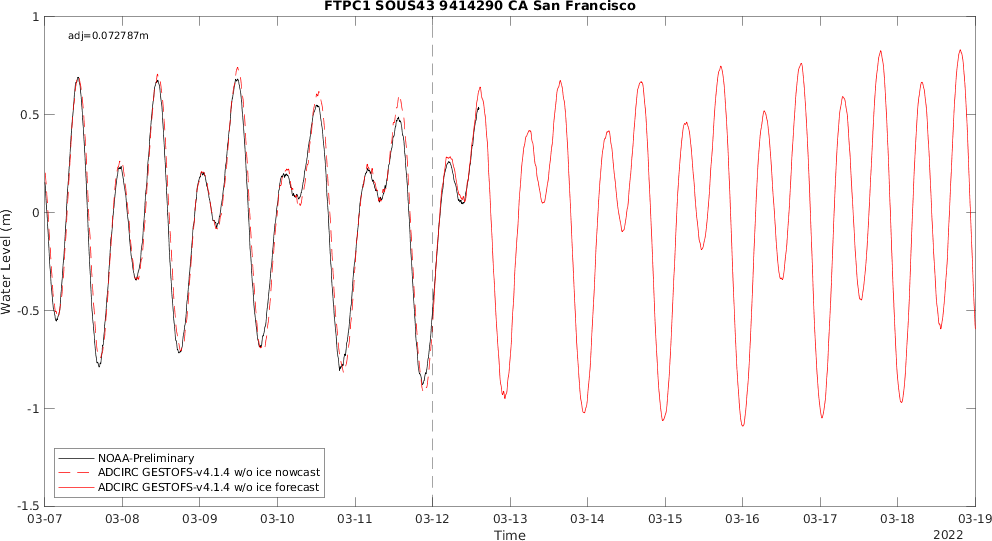 FTPC1 SOUS43 9414290 CA San Francisco
adj=0.072787m
1
0.5
0
-0.5
-1
-1.5
Water Level (m)
NOAA-Preliminary
ADCIRC GESTOFS-v4.1.4 w/o ice nowcast
ADCIRC GESTOFS-v4.1.4 w/o ice forecast
03-07 03-08 03-09 03-10 03-11 03-12 03-13 03-14 03-15 03-16 03-17 03-18 03-19
Time
2022